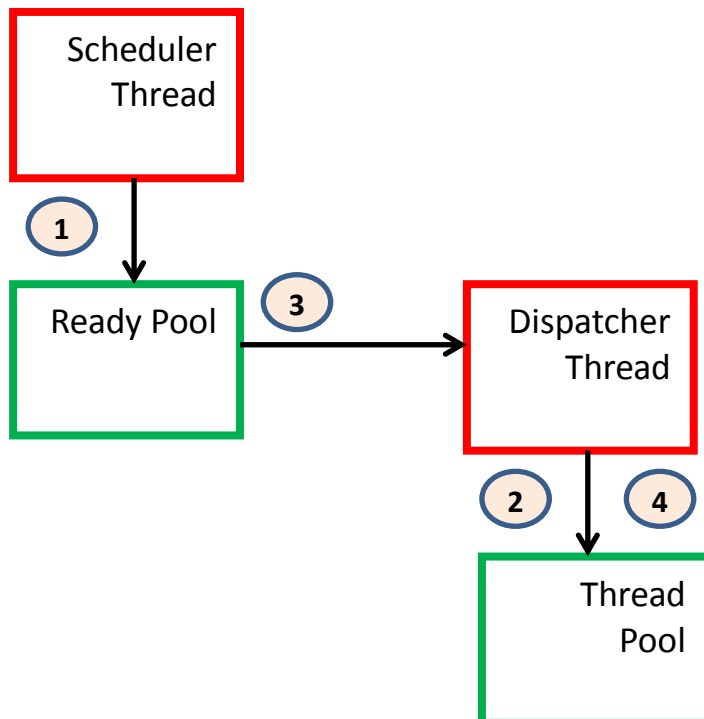 Scheduler
Thread
1
Ready Pool
3
Dispatcher
Thread
2
4
Thread
Pool